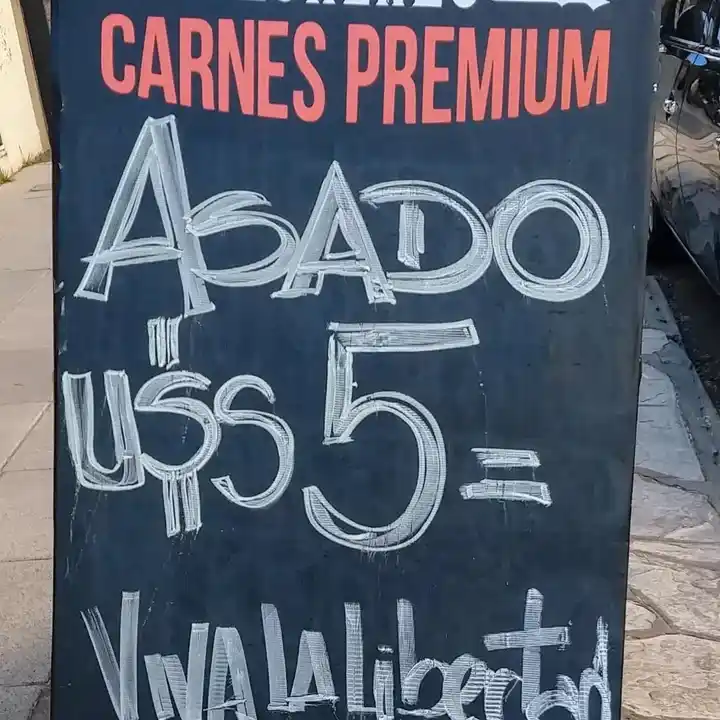 CARNES PREMIUM
ASADO
U$S 5=
VIVA LA Libertad